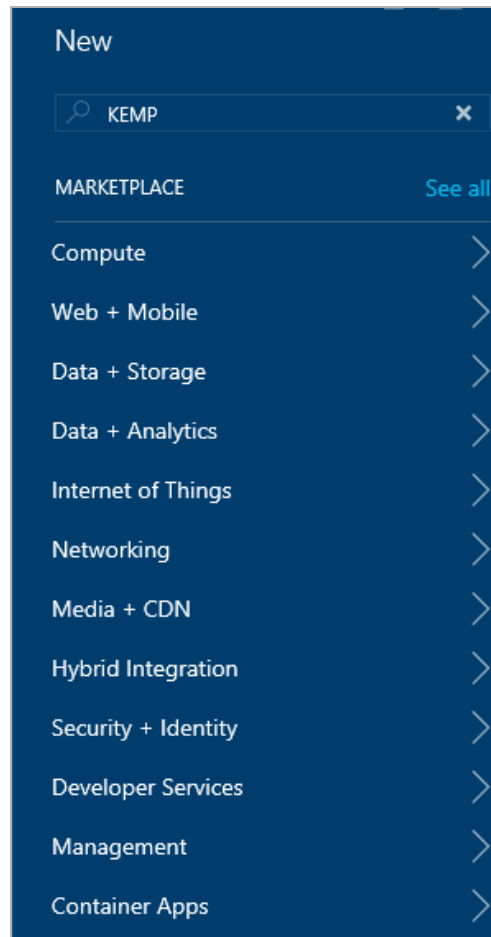 New
KEMP
MARKETPLACE See all
Compute
Web + Mobile
Data + Storage
Data + Analytics
Internet of Things
Networking
Media + CDN
Hybrid Integration
Security + Identity
Developer Services
Management
Container Apps